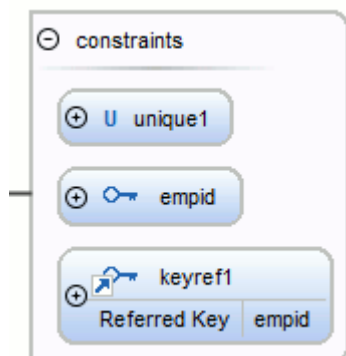 constraints
U unique1
empid
keyref1
Referred Key empid